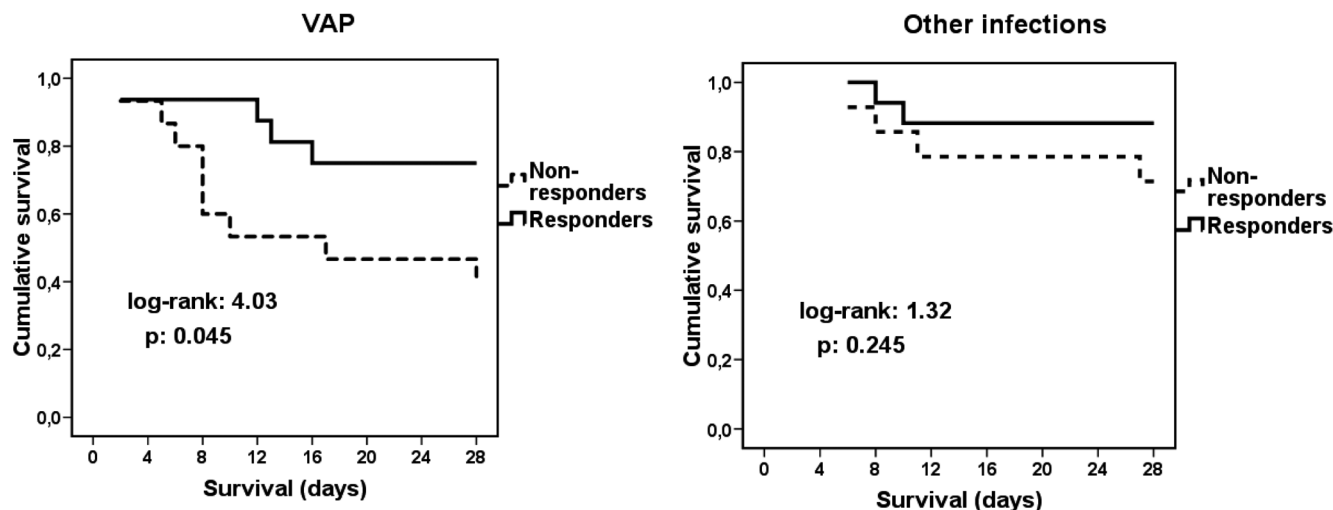 VAP
1,0
0,8
0,6
0,4
0,2
0,0
Cumulative survival
0 4 8 12 16 20 24 28
Survival (days)
log-rank: 4.03
p: 0.045
Non-
responders
Responders
Other infections
1,0
0,8
0,6
0,4
0,2
0,0
Cumulative survival
0 4 8 12 16 20 24 28
Survival (days)
log-rank: 1.32
p: 0.245
Non-
responders
Responders